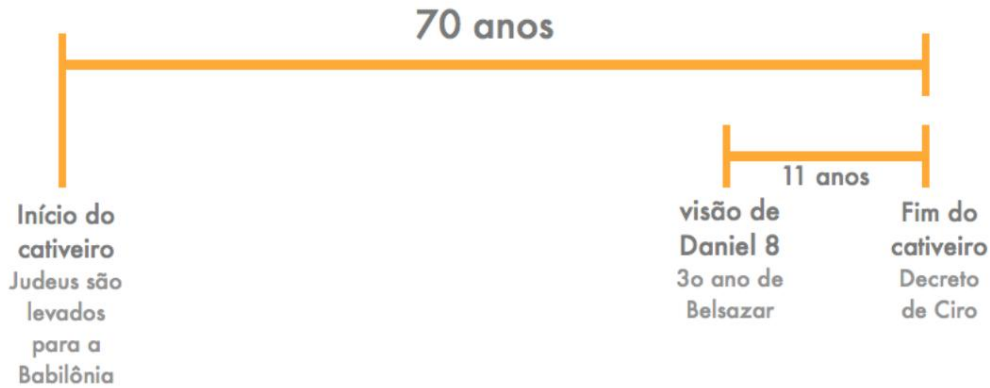 70 anos
11 anos
Início do
cativeiro
Judeus são
levados
para a
Babilônia
visão de
Daniel 8
3o ano de
Belsazar
Fim do
cativeiro
Decreto
de Ciro